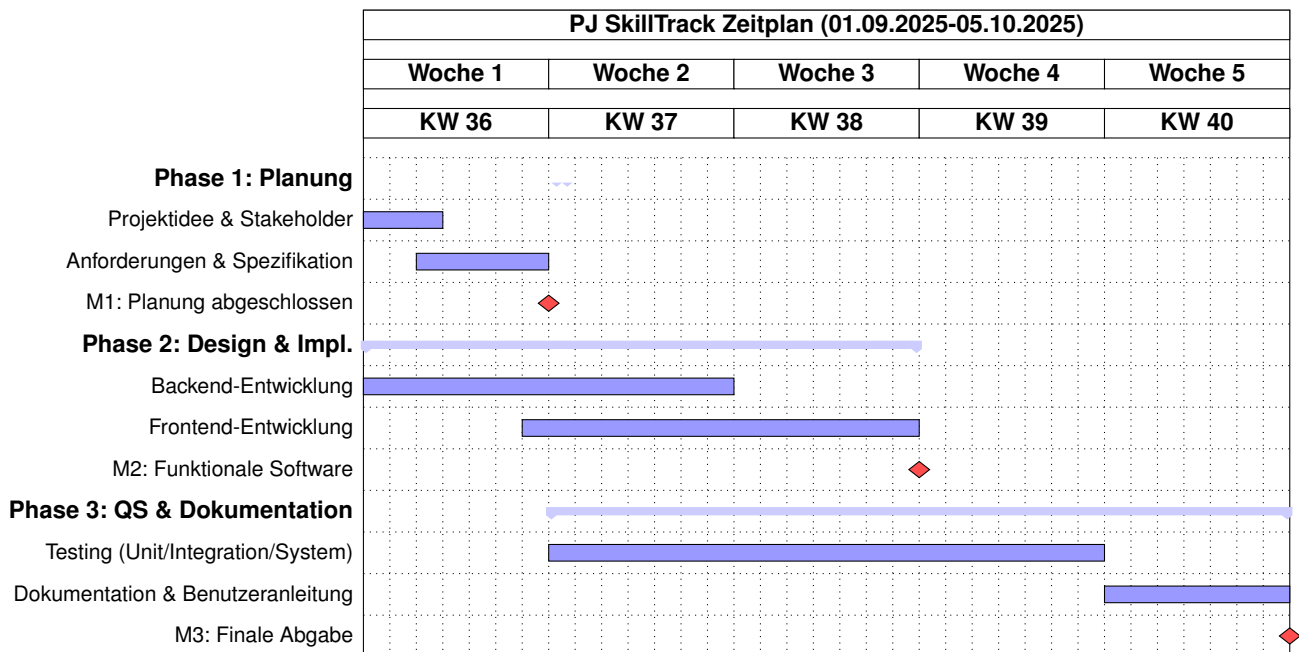 PJ SkillTrack Zeitplan (01.09.2025-05.10.2025)
Woche 1 Woche 2 Woche 3 Woche 4 Woche 5
KW 36 KW 37 KW 38 KW 39 KW 40
Phase 1: Planung
Projektidee & Stakeholder
Anforderungen & Spezifikation
M1: Planung abgeschlossen
Phase 2: Design & Impl.
Backend-Entwicklung
Frontend-Entwicklung
M2: Funktionale Software
Phase 3: QS & Dokumentation
Testing (Unit/Integration/System)
Dokumentation & Benutzeranleitung
M3: Finale Abgabe